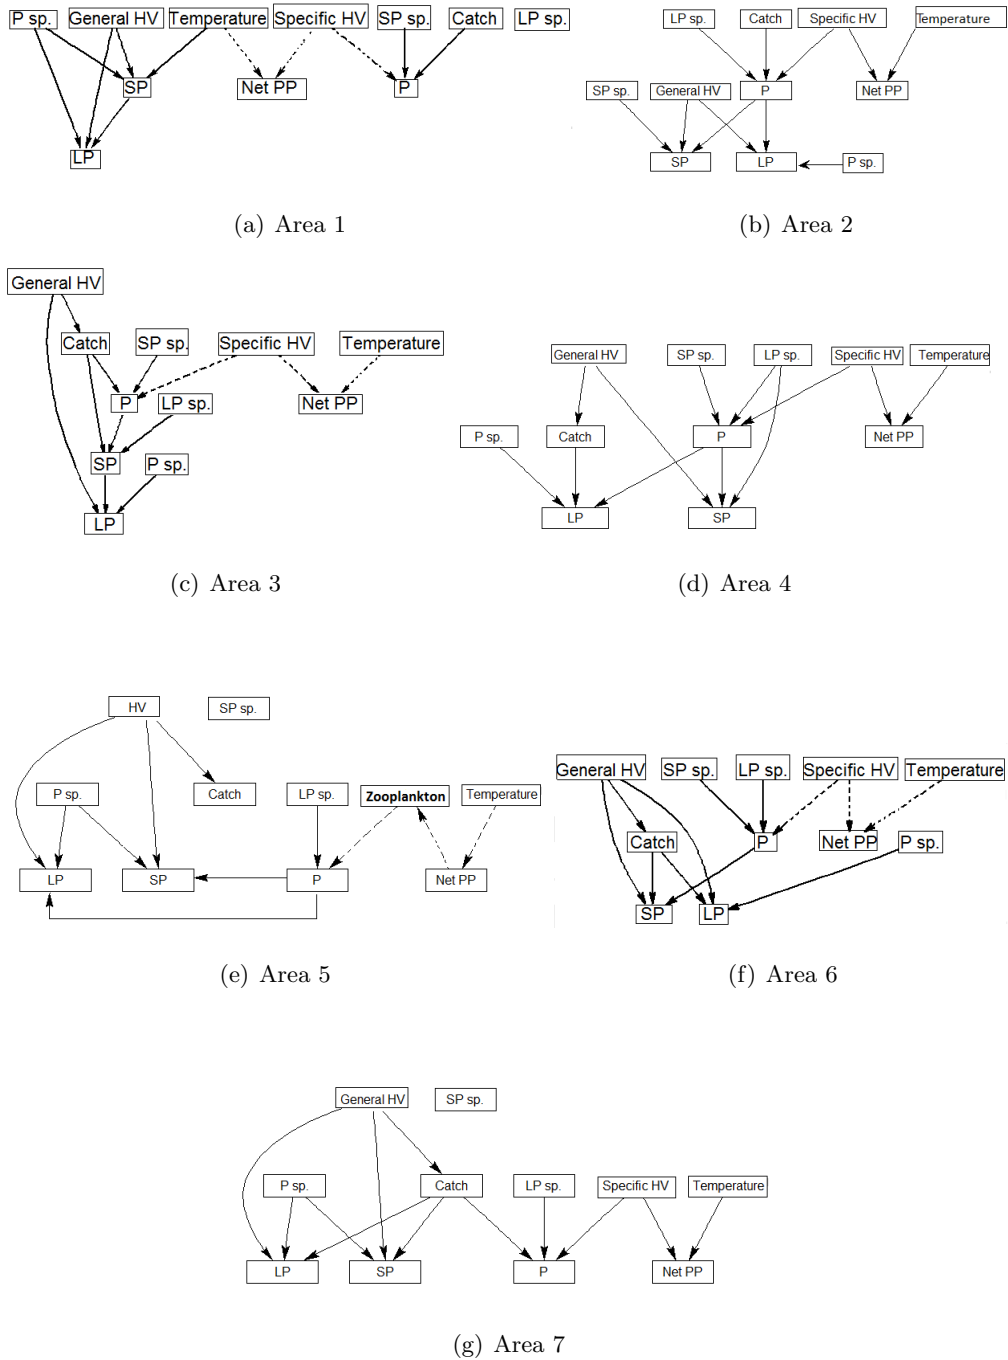 P sp. General HV Temperature Specific HV SP sp. Catch LP sp.
SP Net PP P
LP
(a) Area 1
LP sp. Catch Specific HV Temperature
SP sp. General HV P Net PP
SP LP P sp.
(b) Area 2
General HV
Catch SP sp. Specific HV Temperature
P LP sp. Net PP
SP P sp.
LP
(c) Area 3
General HV SP sp. LP sp. Specific HV Temperature
P sp. Catch P Net PP
LP SP
(d) Area 4
HV SP sp.
P sp. Catch LP sp. Zooplankton Temperature
LP SP P Net PP
(e) Area 5
General HV SP sp. LP sp. Specific HV Temperature
Catch P Net PP P sp.
SP LP
(f) Area 6
General HV SP sp.
P sp. Catch LP sp. Specific HV Temperature
LP SP P Net PP
(g) Area 7